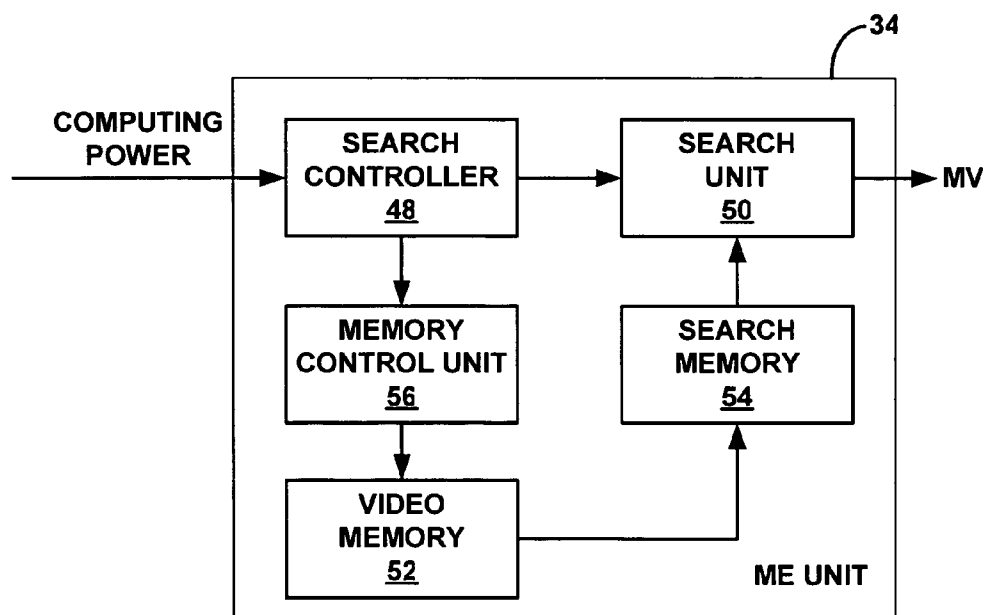 34
COMPUTING
POWER
SEARCH
CONTROLLER
48
SEARCH
UNIT
50
MV
MEMORY
CONTROL UNIT
56
SEARCH
MEMORY
54
VIDEO
MEMORY
52
ME UNIT